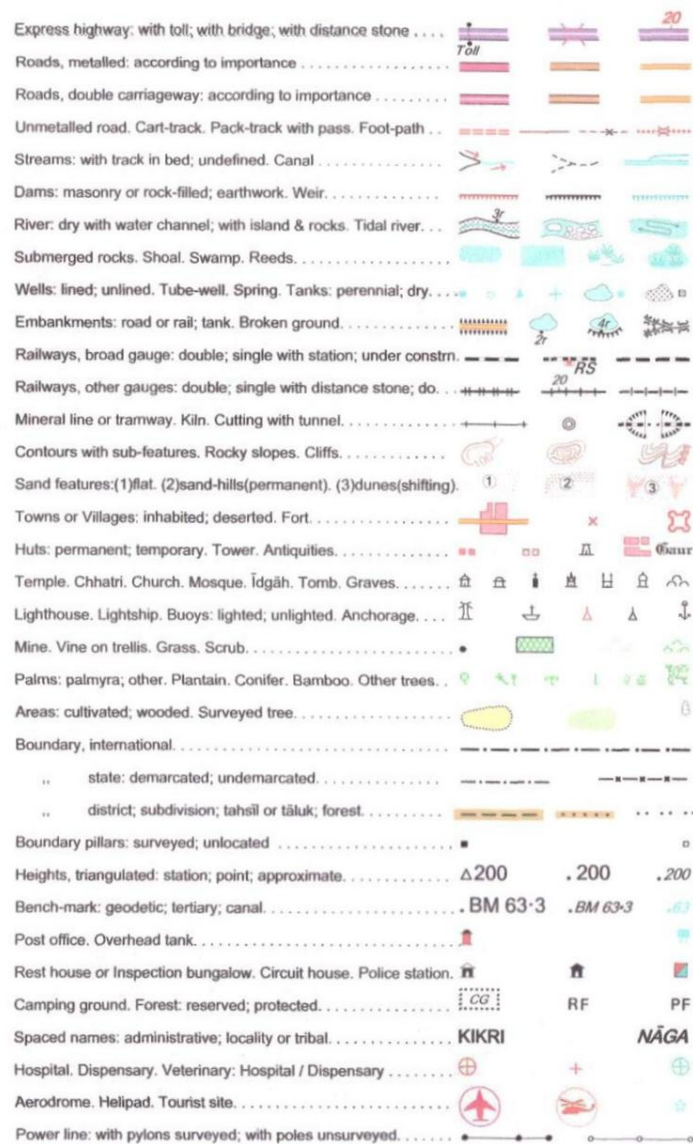 20
Express highway: with toll; with bridge; with distance stone . . . .
Toll
Roads, metalled: according to importance . . . . . . . . . . . . . . . .
Roads, double carriageway: according to importance . . . . . . . . .
Unmetalled road. Cart-track. Pack-track with pass. Foot-path . .
Streams: with track in bed; undefined. Canal . . . . . . . . . . . . . .
Dams: masonry or rock-filled; earthwork. Weir. . . . . . . . . . . . .
River: dry with water channel; with island & rocks. Tidal river. . . 3r
Submerged rocks. Shoal. Swamp. Reeds. . . . . . . . . . . . . . . . .
Wells: lined; unlined. Tube-well. Spring. Tanks: perennial; dry. . . .
Embankments: road or rail; tank. Broken ground. . . . . . . . . . . . 2r 4r
Railways, broad gauge: double; single with station; under constrn. RS
Railways, other gauges: double; single with distance stone; do. . . 20
Mineral line or tramway. Kiln. Cutting with tunnel. . . . . . . . . . . .
Contours with sub-features. Rocky slopes. Cliffs. . . . . . . . . . . .
Sand features:(1)flat. (2)sand-hills(permanent). (3)dunes(shifting). 1 2 3
Towns or Villages: inhabited; deserted. Fort. . . . . . . . . . . . . . .
Huts: permanent; temporary. Tower. Antiquities. . . . . . . . . . . . . Gaur
Temple. Chhatri. Church. Mosque. Īdgāh. Tomb. Graves. . . . . . .
Lighthouse. Lightship. Buoys: lighted; unlighted. Anchorage. . . .
Mine. Vine on trellis. Grass. Scrub. . . . . . . . . . . . . . . . . . . . . .
Palms: palmyra; other. Plantain. Conifer. Bamboo. Other trees. . .
Areas: cultivated; wooded. Surveyed tree. . . . . . . . . . . . . . . . .
Boundary, international. . . . . . . . . . . . . . . . . . . . . . . . . . . . . .
,, state: demarcated; undemarcated. . . . . . . . . . . . . . . .
,, district; subdivision; tahsīl or tāluk; forest. . . . . . . . . . .
Boundary pillars: surveyed; unlocated . . . . . . . . . . . . . . . . . .
Heights, triangulated: station; point; approximate. . . . . . . . . . . . △200 . 200 .200
Bench-mark: geodetic; tertiary; canal. . . . . . . . . . . . . . . . . . . . . BM 63·3 .BM 63·3 .63
Post office. Overhead tank. . . . . . . . . . . . . . . . . . . . . . . . . . .
Rest house or Inspection bungalow. Circuit house. Police station.
Camping ground. Forest: reserved; protected. . . . . . . . . . . . . . CG RF PF
Spaced names: administrative; locality or tribal. . . . . . . . . . . . . KIKRI NĀGA
Hospital. Dispensary. Veterinary: Hospital / Dispensary . . . . . . .
Aerodrome. Helipad. Tourist site. . . . . . . . . . . . . . . . . . . . . . .
Power line: with pylons surveyed; with poles unsurveyed. . . . . .